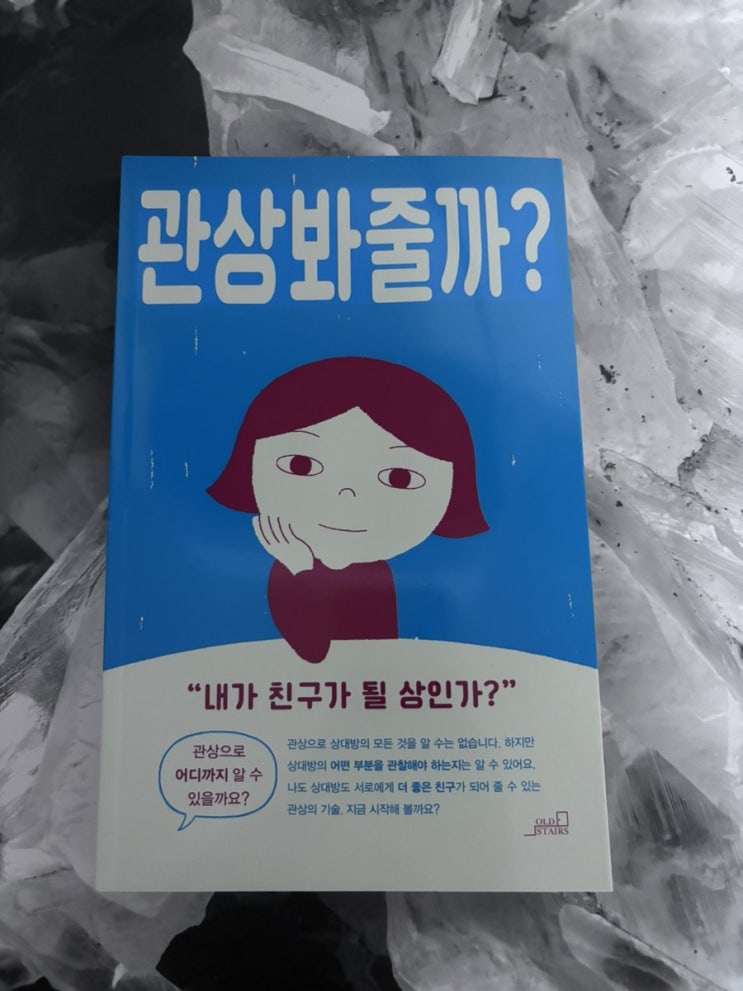 관상 봐 줄까?
“내가 친구가 될 상인가?”
관상으로
어디까지 알 수
있을까요?
관상으로 상대방의 모든 것을 알 수는 없습니다. 하지만
상대방의 어떤 부분을 관찰해야 하는지는 알 수 있어요.
나도 상대방도 서로에게 더 좋은 친구가 되어 줄 수 있는
관상의 기술. 지금 시작해 볼까요?
OLD
STAIRS